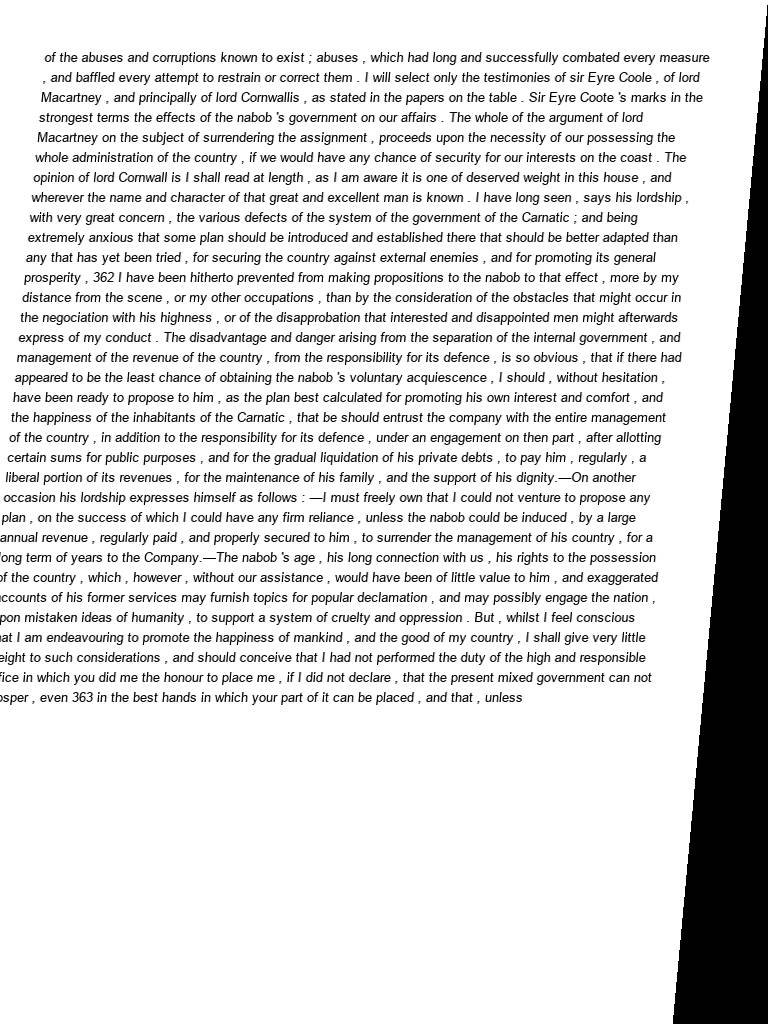 of the abuses and corruptions known to exist ; abuses , which had long and successfully combated every measure
, and baffled every attempt to restrain or correct them . I will select only the testimonies of sir Eyre Coole , of lord
Macartney , and principally of lord Cornwallis , as stated in the papers on the table . Sir Eyre Coote 's marks in the
strongest terms the effects of the nabob 's government on our affairs . The whole of the argument of lord
Macartney on the subject of surrendering the assignment , proceeds upon the necessity of our possessing the
whole administration of the country , if we would have any chance of security for our interests on the coast . The
opinion of lord Cornwall is I shall read at length , as I am aware it is one of deserved weight in this house , and
wherever the name and character of that great and excellent man is known . I have long seen , says his lordship ,
with very great concern , the various defects of the system of the government of the Carnatic ; and being
extremely anxious that some plan should be introduced and established there that should be better adapted than
any that has yet been tried , for securing the country against external enemies , and for promoting its general
prosperity , 362 I have been hitherto prevented from making propositions to the nabob to that effect , more by my
distance from the scene , or my other occupations , than by the consideration of the obstacles that might occur in
the negociation with his highness , or of the disapprobation that interested and disappointed men might afterwards
express of my conduct . The disadvantage and danger arising from the separation of the internal government , and
management of the revenue of the country , from the responsibility for its defence , is so obvious , that if there had
appeared to be the least chance of obtaining the nabob 's voluntary acquiescence , I should , without hesitation ,
have been ready to propose to him , as the plan best calculated for promoting his own interest and comfort , and
the happiness of the inhabitants of the Carnatic , that be should entrust the company with the entire management
of the country , in addition to the responsibility for its defence , under an engagement on then part , after allotting
certain sums for public purposes , and for the gradual liquidation of his private debts , to pay him , regularly , a
liberal portion of its revenues , for the maintenance of his family , and the support of his dignity.—On another
occasion his lordship expresses himself as follows : —I must freely own that I could not venture to propose any
plan , on the success of which I could have any firm reliance , unless the nabob could be induced , by a large
annual revenue , regularly paid , and properly secured to him , to surrender the management of his country , for a
long term of years to the Company.—The nabob 's age , his long connection with us , his rights to the possession
of the country , which , however , without our assistance , would have been of little value to him , and exaggerated
accounts of his former services may furnish topics for popular declamation , and may possibly engage the nation ,
pon mistaken ideas of humanity , to support a system of cruelty and oppression . But , whilst I feel conscious
at I am endeavouring to promote the happiness of mankind , and the good of my country , I shall give very little
eight to such considerations , and should conceive that I had not performed the duty of the high and responsible
fice in which you did me the honour to place me , if I did not declare , that the present mixed government can not
osper , even 363 in the best hands in which your part of it can be placed , and that , unless